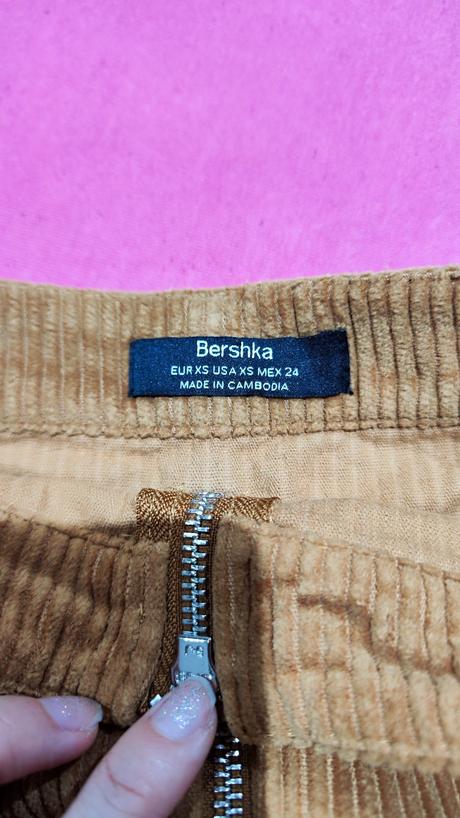 Bershka
EUR XS USA XS MEX 24
MADE IN CAMBODIA